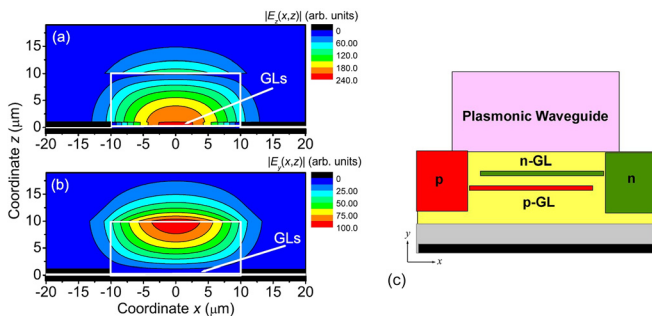 |E_z(x,z)| (arb. units)
(a)
0
60.00
120.0
180.0
240.0
GLs
15
10
5
0
-20 -15 -10 -5 0 5 10 15 20
|E_y(x,z)| (arb. units)
(b)
0
25.00
50.00
75.00
100.0
GLs
15
10
5
0
-20 -15 -10 -5 0 5 10 15 20
Coordinate z (μm)
Coordinate x (μm)
Plasmonic Waveguide
n-GL
p
n
p-GL
y
x
(c)